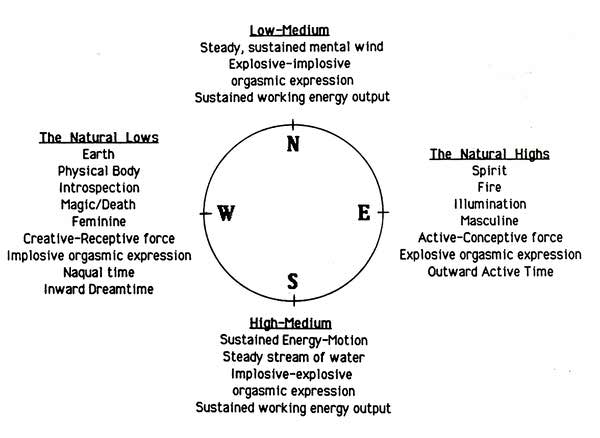 Low-Medium
Steady, sustained mental wind
Explosive-implosive
orgasmic expression
Sustained working energy output
N
The Natural Lows
Earth
Physical Body
Introspection
Magic/Death
Feminine
Creative-Receptive force
Implosive orgasmic expression
Naqual time
Inward Dreamtime
W
E
The Natural Highs
Spirit
Fire
Illumination
Masculine
Active-Conceptive force
Explosive orgasmic expression
Outward Active Time
S
High-Medium
Sustained Energy-Motion
Steady stream of water
Implosive-explosive
orgasmic expression
Sustained working energy output